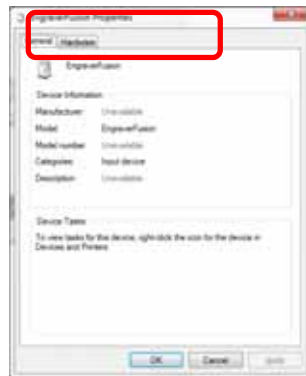 EngraverFusion Properties
General Hardware
EngraverFusion
Device Information
Manufacturer: Unavailable
Model: EngraverFusion
Model number: Unavailable
Categories: Input device
Description: Unavailable
Device Tasks
To view tasks for this device, right-click the icon for the device in
Devices and Printers.
OK Cancel Apply